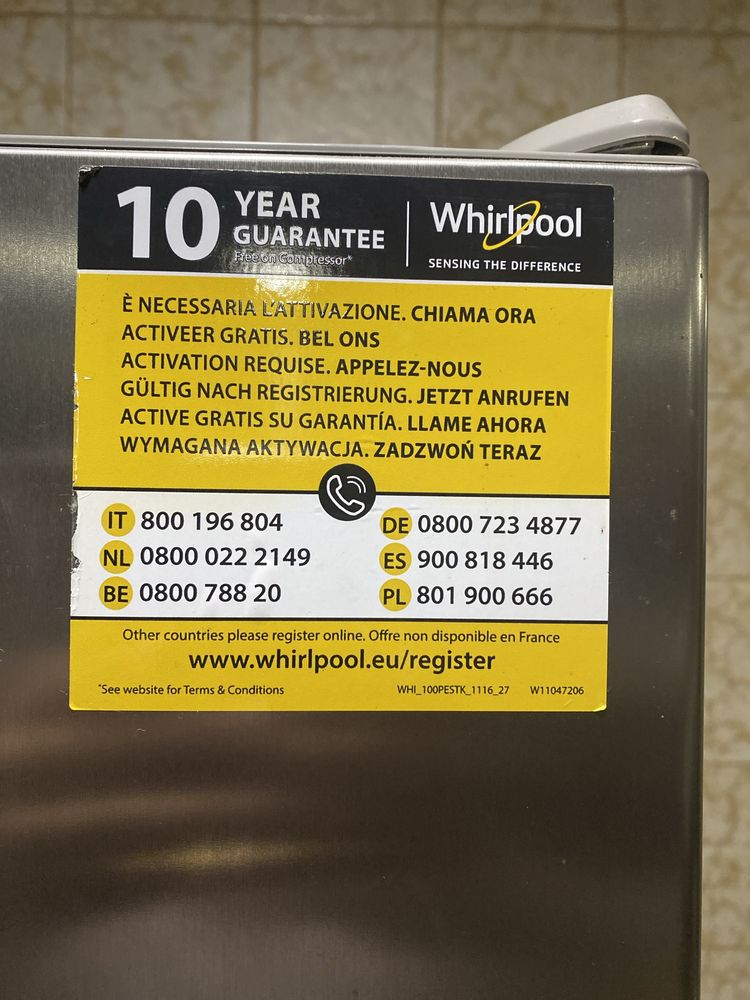 10 YEAR GUARANTEE
Free on Compressor*
Whirlpool
SENSING THE DIFFERENCE
È NECESSARIA L'ATTIVAZIONE. CHIAMA ORA
ACTIVEER GRATIS. BEL ONS
ACTIVATION REQUISE. APPELEZ-NOUS
GÜLTIG NACH REGISTRIERUNG. JETZT ANRUFEN
ACTIVE GRATIS SU GARANTÍA. LLAME AHORA
WYMAGANA AKTYWACJA. ZADZWOŃ TERAZ
IT 800 196 804
NL 0800 022 2149
BE 0800 788 20
DE 0800 723 4877
ES 900 818 446
PL 801 900 666
Other countries please register online. Offre non disponible en France
www.whirlpool.eu/register
*See website for Terms & Conditions
WHI_100PESTK_1116_27 W11047206